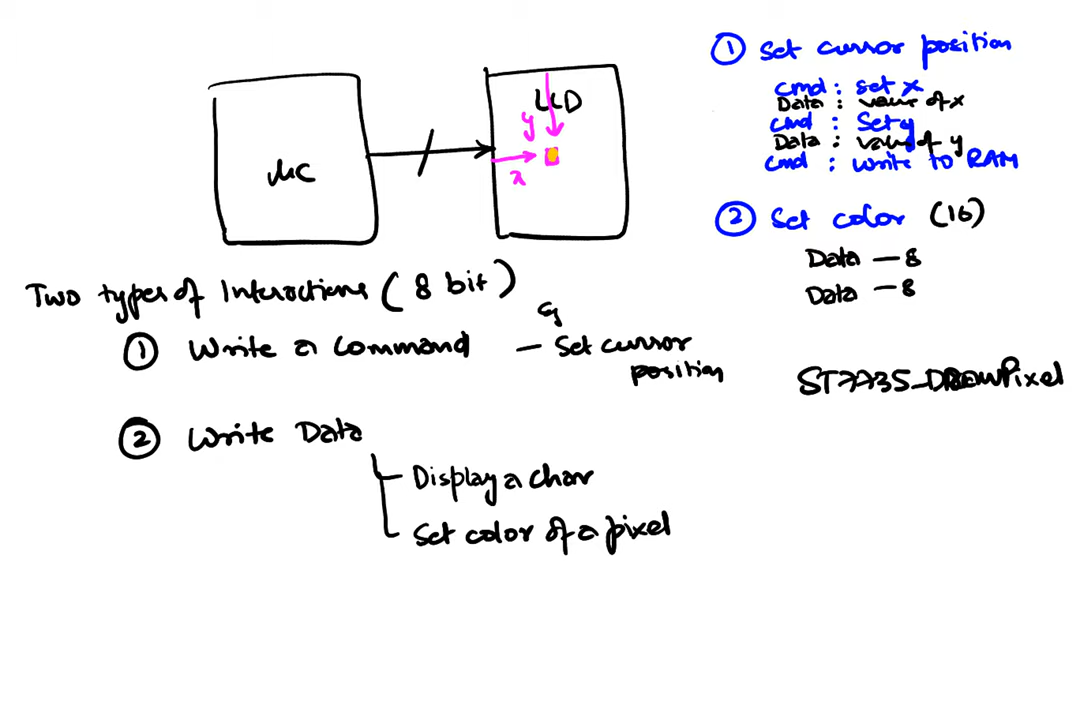 ① Set cursor position
cmd : set x
Data : value of x
cmd : Set y
Data : value of y
cmd : write to RAM
② Set color (16)
Data — 8
Data — 8
ST7735_DrawPixel
μC
LCD
y
x
Two types of Interactions ( 8 bit )
① Write a command — eg Set cursor
position
② Write Data
Display a char
Set color of a pixel